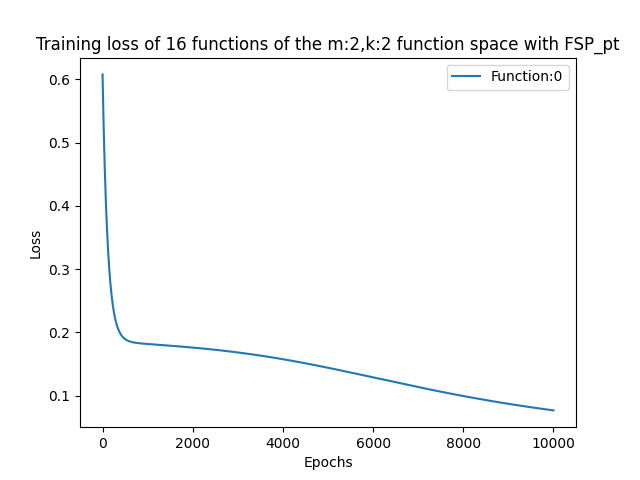 Training loss of 16 functions of the m:2,k:2 function space with FSP_pt
Function:0
0.6
0.5
0.4
0.3
0.2
0.1
Loss
0 2000 4000 6000 8000 10000
Epochs